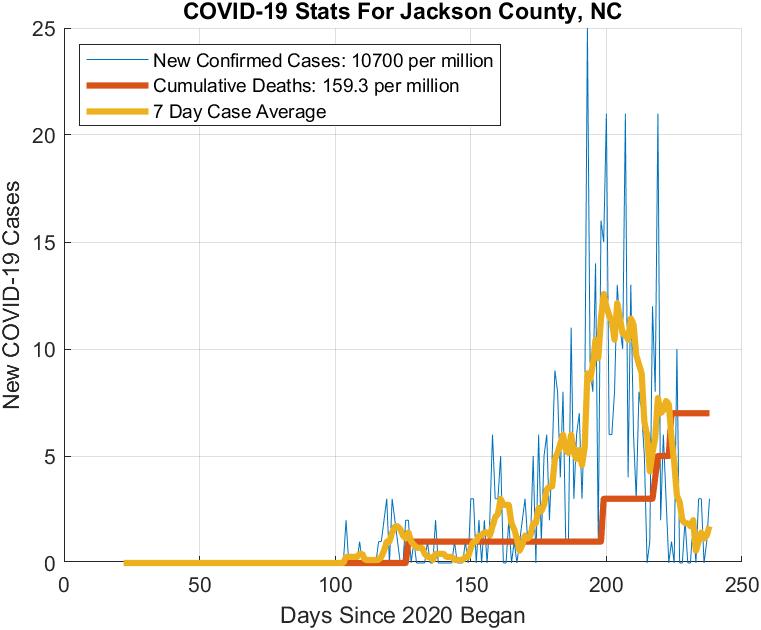 COVID-19 Stats For Jackson County, NC
New Confirmed Cases: 10700 per million
Cumulative Deaths: 159.3 per million
7 Day Case Average
New COVID-19 Cases
25
20
15
10
5
0
0 50 100 150 200 250
Days Since 2020 Began